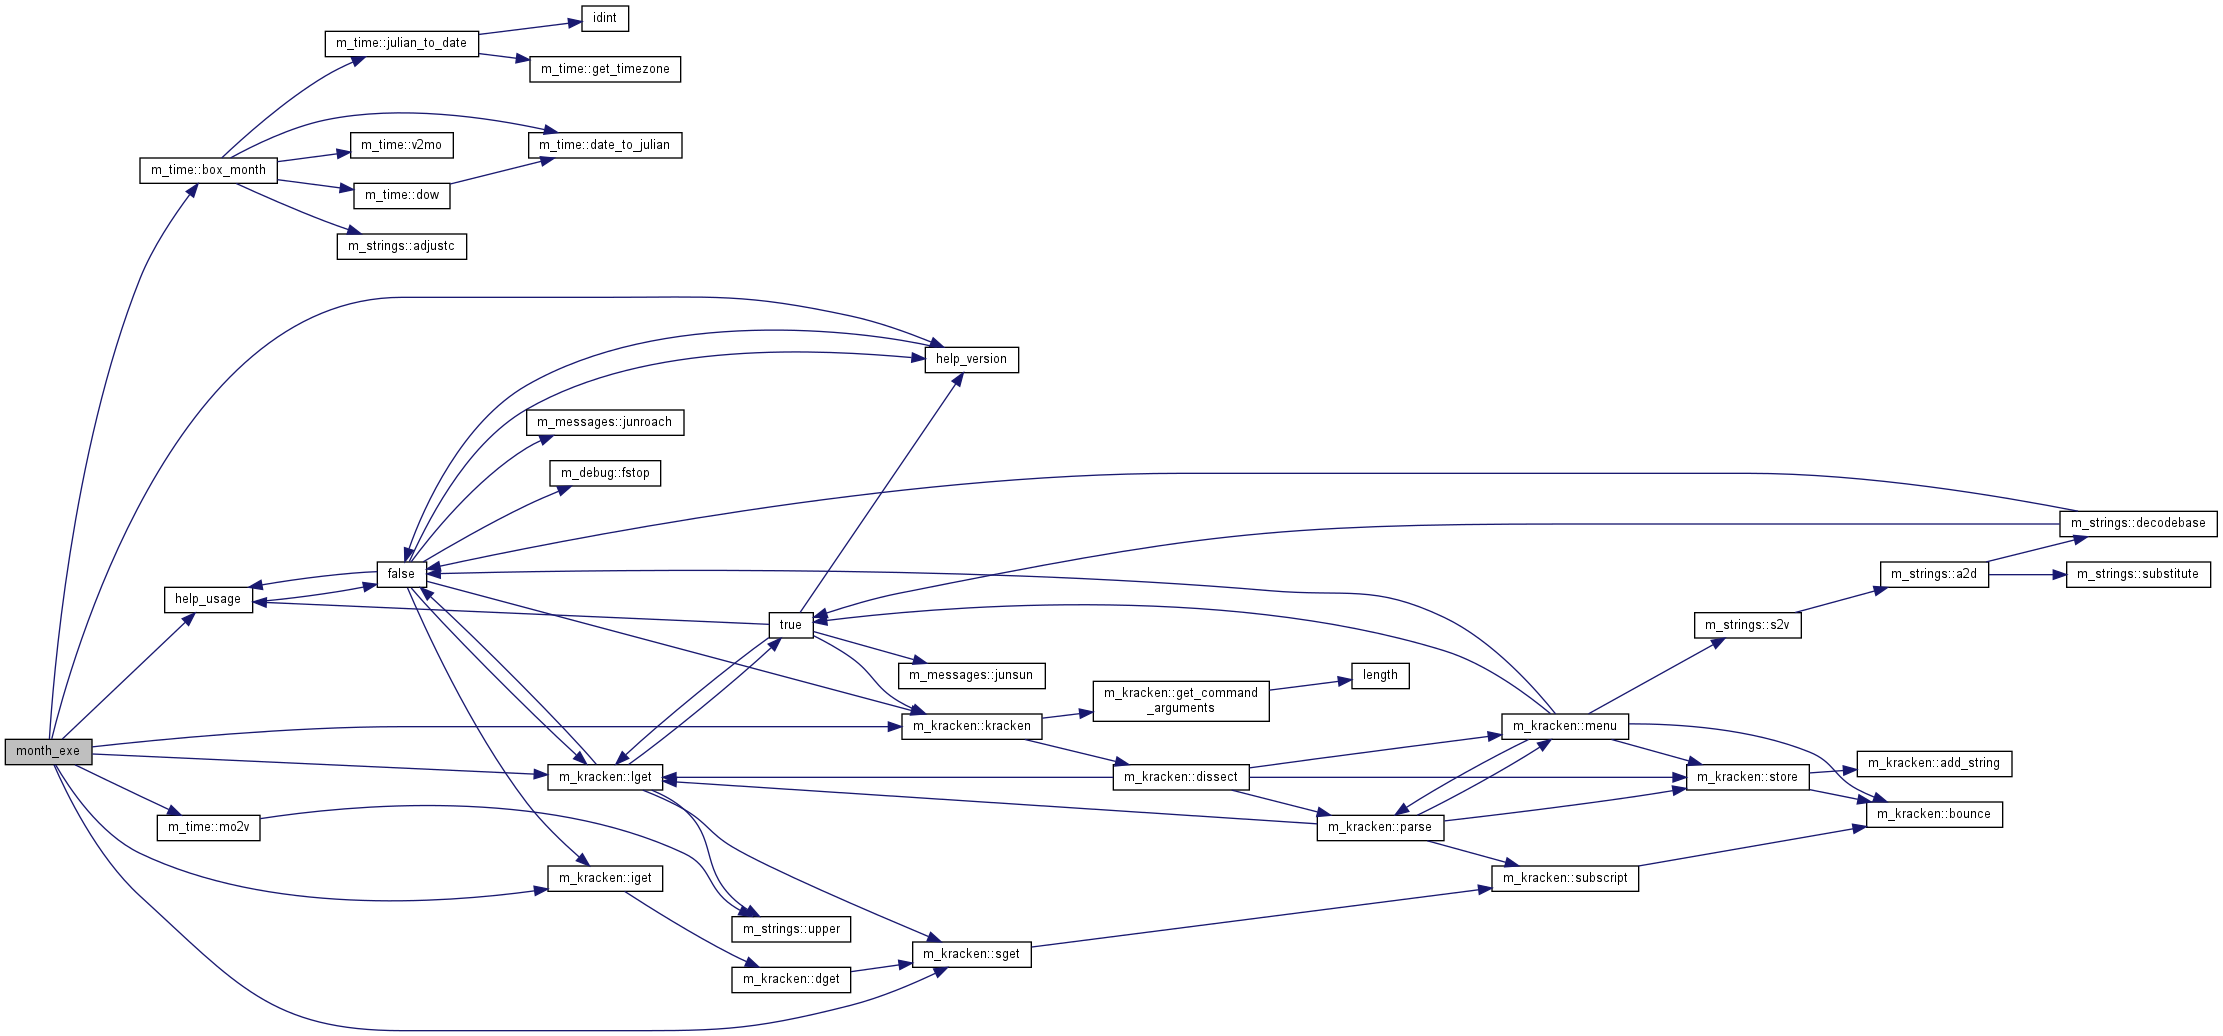 idint
m_time::julian_to_date
m_time::get_timezone
m_time::v2mo
m_time::date_to_julian
m_time::box_month
m_time::dow
m_strings::adjustc
help_version
m_messages::junroach
m_debug::fstop
m_strings::decodebase
false
m_strings::a2d
m_strings::substitute
help_usage
true
m_strings::s2v
m_messages::junsun
length
m_kracken::get_command
_arguments
m_kracken::kracken
m_kracken::menu
month_exe
m_kracken::add_string
m_kracken::lget
m_kracken::dissect
m_kracken::store
m_kracken::bounce
m_time::mo2v
m_kracken::parse
m_kracken::iget
m_kracken::subscript
m_strings::upper
m_kracken::sget
m_kracken::dget